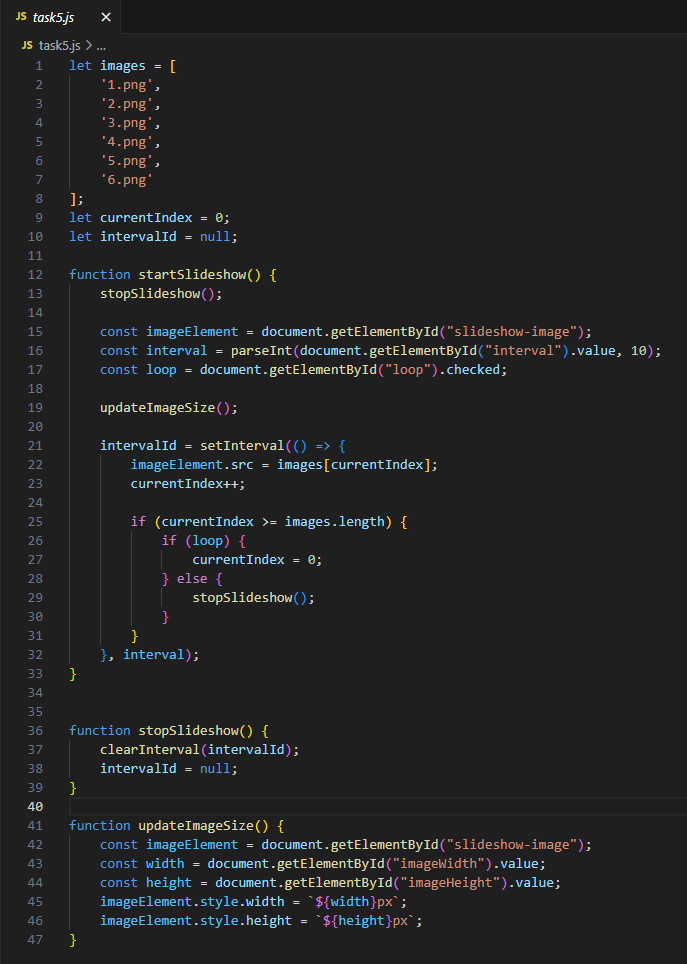 JS task5.js ×
JS task5.js > ...
1 let images = [
2     '1.png',
3     '2.png',
4     '3.png',
5     '4.png',
6     '5.png',
7     '6.png'
8 ];
9 let currentIndex = 0;
10 let intervalId = null;
11
12 function startSlideshow() {
13     stopSlideshow();
14
15     const imageElement = document.getElementById("slideshow-image");
16     const interval = parseInt(document.getElementById("interval").value, 10);
17     const loop = document.getElementById("loop").checked;
18
19     updateImageSize();
20
21     intervalId = setInterval(() => {
22         imageElement.src = images[currentIndex];
23         currentIndex++;
24
25         if (currentIndex >= images.length) {
26             if (loop) {
27                 currentIndex = 0;
28             } else {
29                 stopSlideshow();
30             }
31         }
32     }, interval);
33 }
34
35
36 function stopSlideshow() {
37     clearInterval(intervalId);
38     intervalId = null;
39 }
40
41 function updateImageSize() {
42     const imageElement = document.getElementById("slideshow-image");
43     const width = document.getElementById("imageWidth").value;
44     const height = document.getElementById("imageHeight").value;
45     imageElement.style.width = `${width}px`;
46     imageElement.style.height = `${height}px`;
47 }